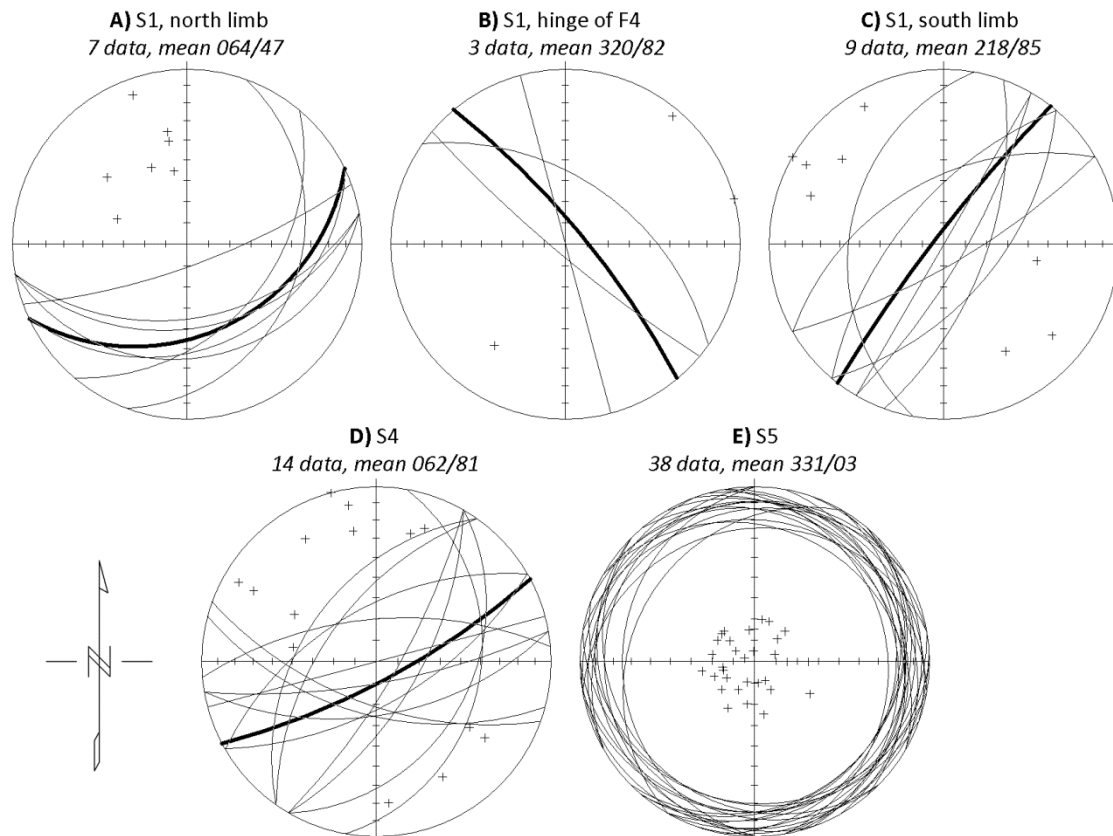 A) S1, north limb
7 data, mean 064/47
B) S1, hinge of F4
3 data, mean 320/82
C) S1, south limb
9 data, mean 218/85
D) S4
14 data, mean 062/81
E) S5
38 data, mean 331/03
N